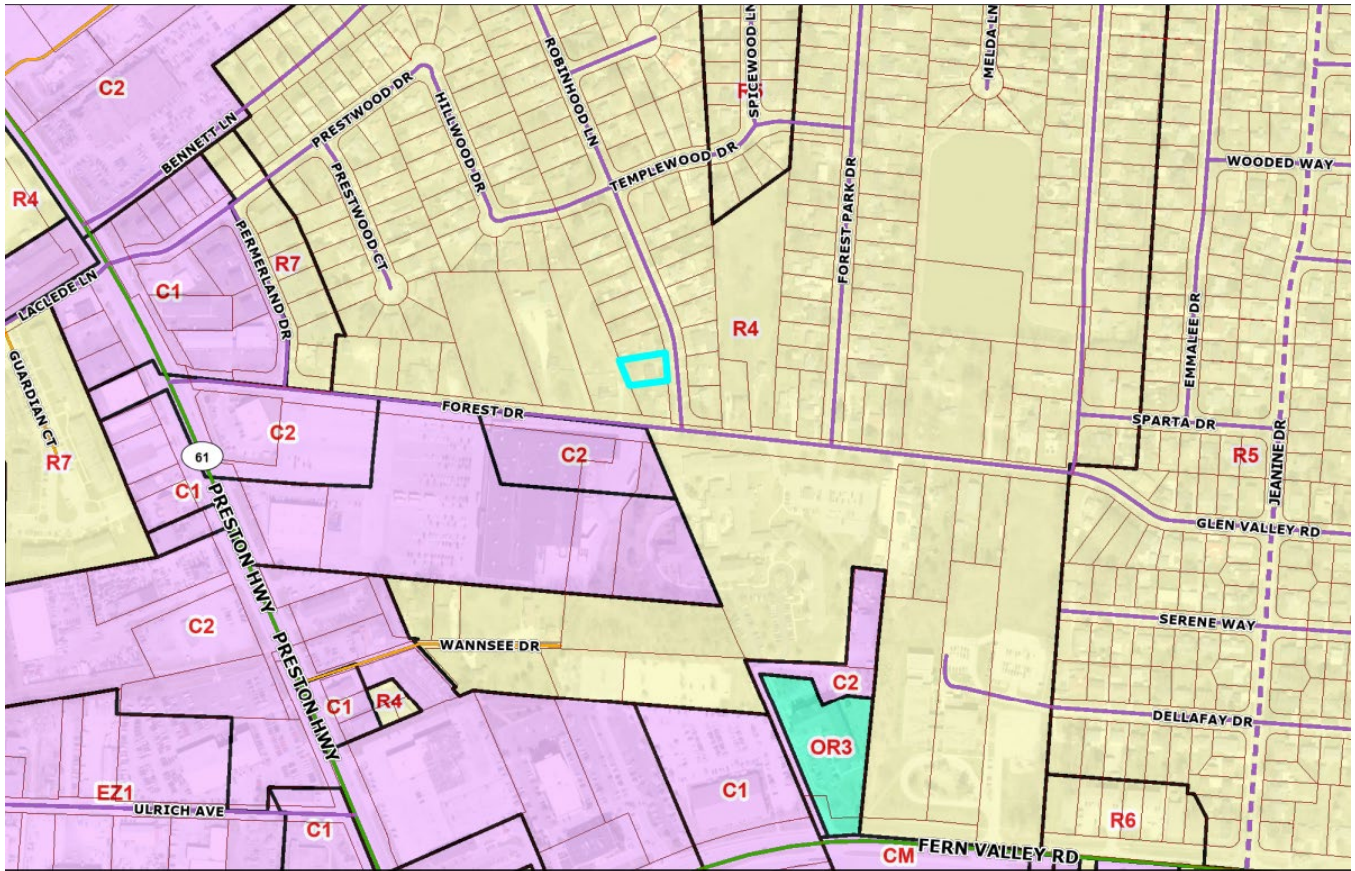 C2
BENNETT LN
PRESTWOOD DR
HILLWOOD DR
ROBINHOOD LN
SPICEWOOD LN
MELDA LN
TEMPLEWOOD DR
WOODED WAY
R4
PRESTWOOD CT
PERMERLAND DR
R7
FOREST PARK DR
LACLEDE LN
C1
R4
EMMALEE DR
GUARDIAN CT
FOREST DR
SPARTA DR
JEANINE DR
C2
C2
R5
R7
61
C1
PRESTON HWY
GLEN VALLEY RD
C2
PRESTON HWY
WANNSEE DR
SERENE WAY
C2
C1
R4
DELLAFAY DR
OR3
EZ1
ULRICH AVE
C1
C1
R6
CM
FERN VALLEY RD